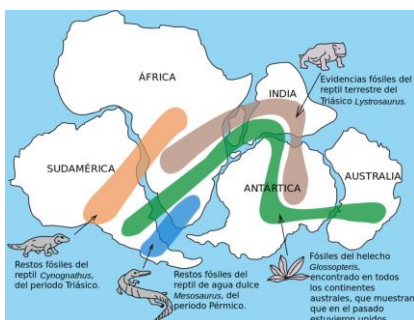 ÁFRICA
INDIA
Evidencias fósiles del
reptil terrestre del
Triásico Lystrosaurus.
SUDAMÉRICA
ANTÁRTICA
AUSTRALIA
Restos fósiles del
reptil Cynognathus,
del periodo Triásico.
Restos fósiles del
reptil de agua dulce
Mesosaurus, del
periodo Pérmico.
Fósiles del helecho
Glossopteris,
encontrado en todos
los continentes
australes, que muestran
que en el pasado
estuvieron unidos